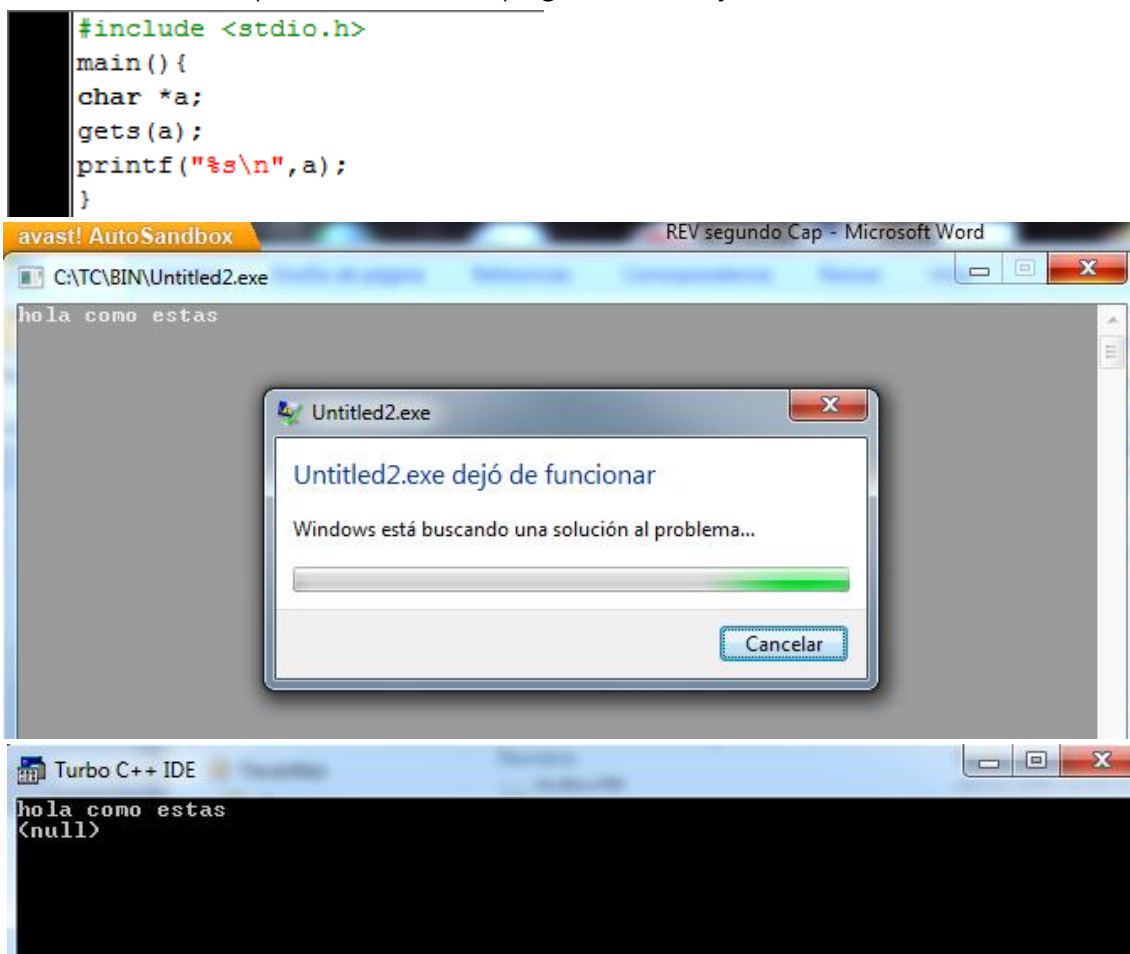 #include <stdio.h>
main(){
char *a;
gets(a);
printf("%s\n",a);
}
avast! AutoSandbox
REV segundo Cap - Microsoft Word
C:\TC\BIN\Untitled2.exe
hola como estas
Untitled2.exe
Untitled2.exe dejó de funcionar
Windows está buscando una solución al problema...
Cancelar
Turbo C++ IDE
hola como estas
(null)